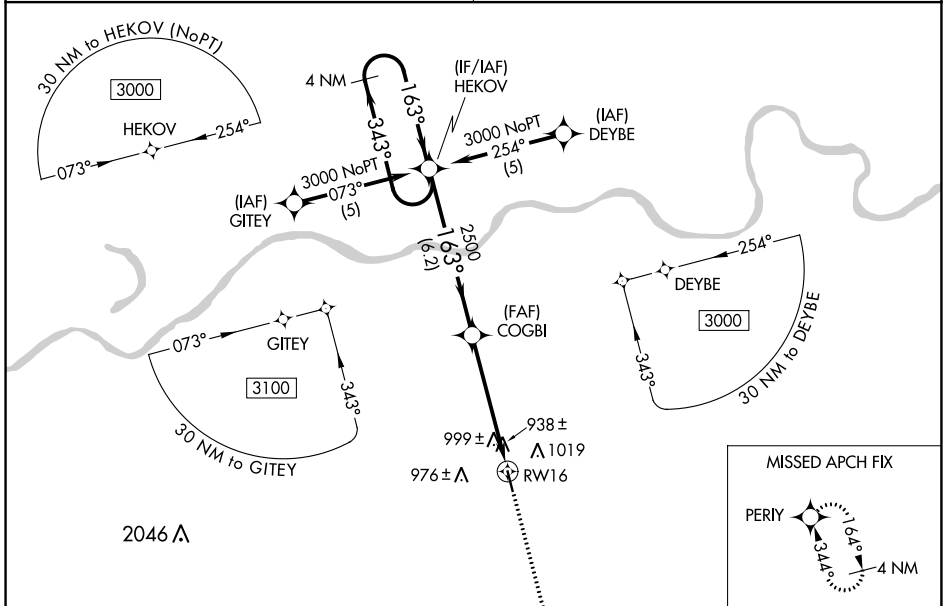 30 NM to HEKOV (NoPT)
3000
HEKOV
073°
254°
4 NM
343°
163°
(IF/IAF)
HEKOV
(IAF)
DEYBE
3000 NoPT
254°
(5)
3000 NoPT
073°
(5)
(IAF)
GITEY
2500
163°
(6.2)
(FAF)
COGBI
073°
GITEY
3100
343°
30 NM to GITEY
254°
DEYBE
3000
343°
30 NM to DEYBE
938 ±
999 ±
1019
976 ±
RW16
2046
MISSED APCH FIX
PERIY
164°
344°
4 NM